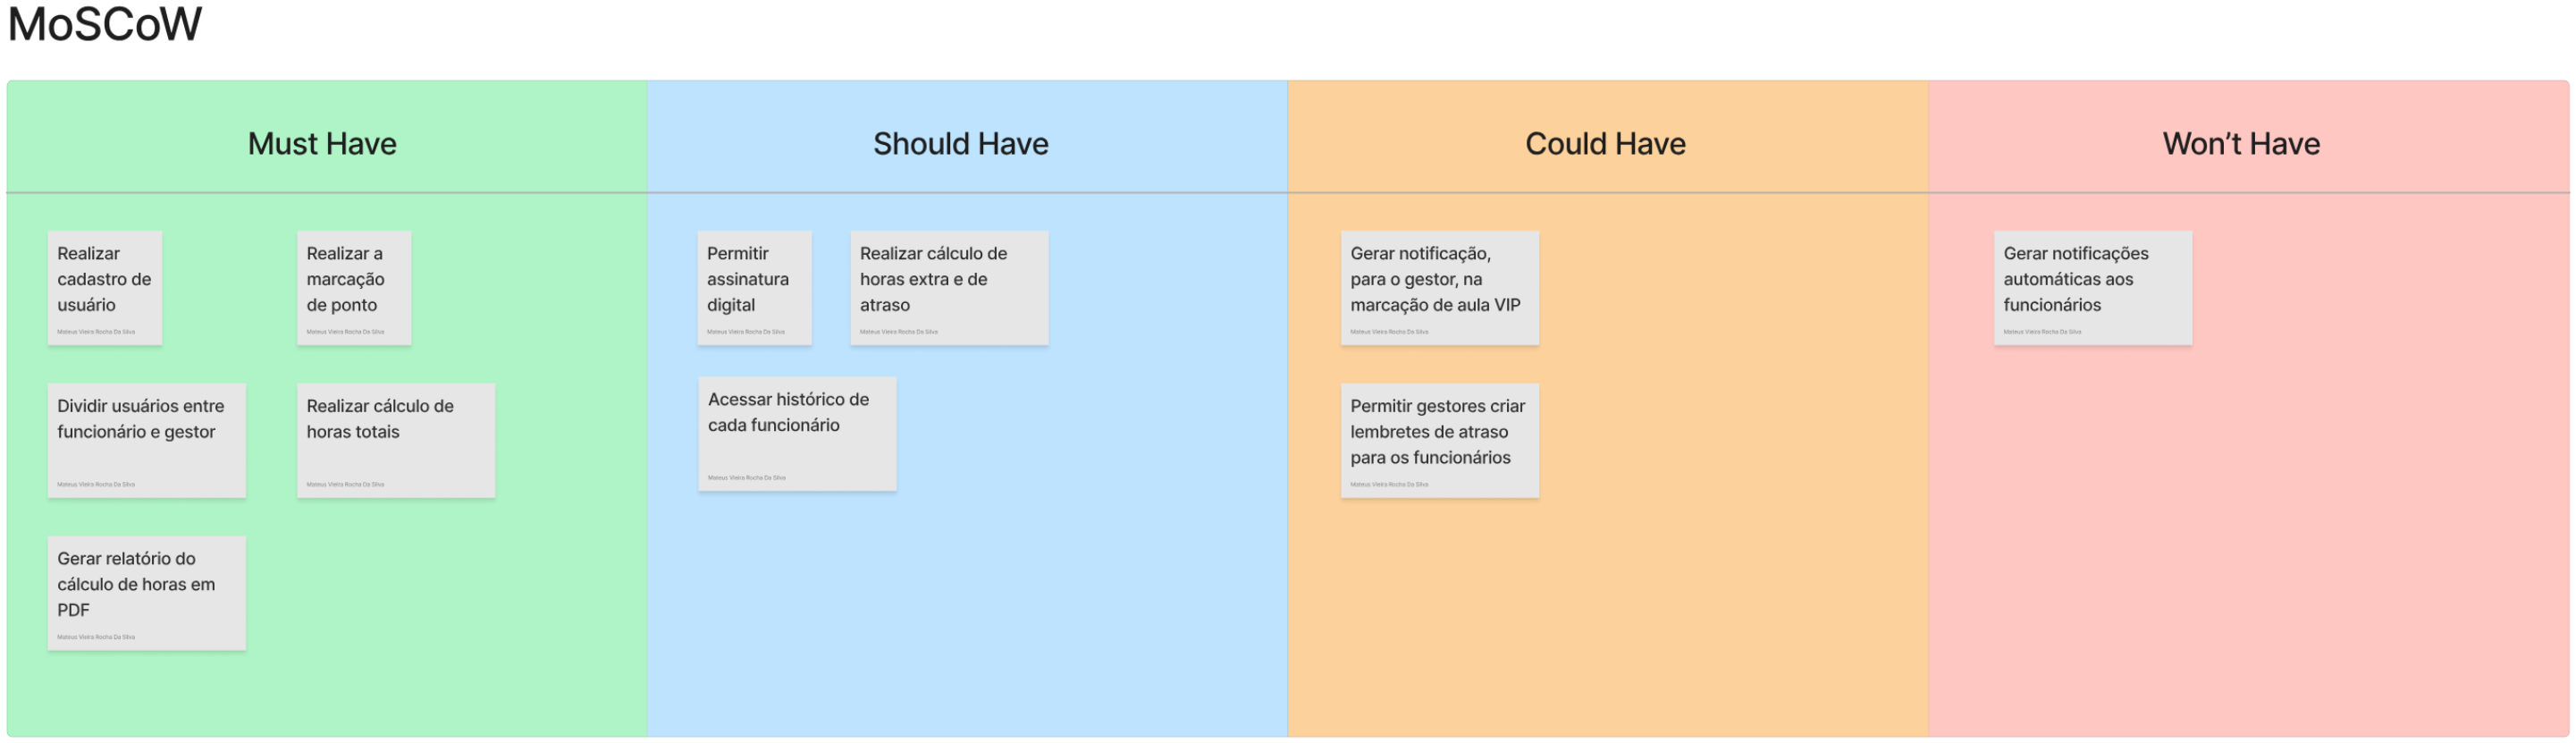 MoSCoW
Must Have
Should Have
Could Have
Won't Have
Realizar
cadastro de
usuário
Mateus Vieira Rocha Da Silva
Realizar a
marcação
de ponto
Mateus Vieira Rocha Da Silva
Dividir usuários entre
funcionário e gestor
Mateus Vieira Rocha Da Silva
Realizar cálculo de
horas totais
Mateus Vieira Rocha Da Silva
Gerar relatório do
cálculo de horas em
PDF
Mateus Vieira Rocha Da Silva
Permitir
assinatura
digital
Mateus Vieira Rocha Da Silva
Realizar cálculo de
horas extra e de
atraso
Mateus Vieira Rocha Da Silva
Acessar histórico de
cada funcionário
Mateus Vieira Rocha Da Silva
Gerar notificação,
para o gestor, na
marcação de aula VIP
Mateus Vieira Rocha Da Silva
Permitir gestores criar
lembretes de atraso
para os funcionários
Mateus Vieira Rocha Da Silva
Gerar notificações
automáticas aos
funcionários
Mateus Vieira Rocha Da Silva